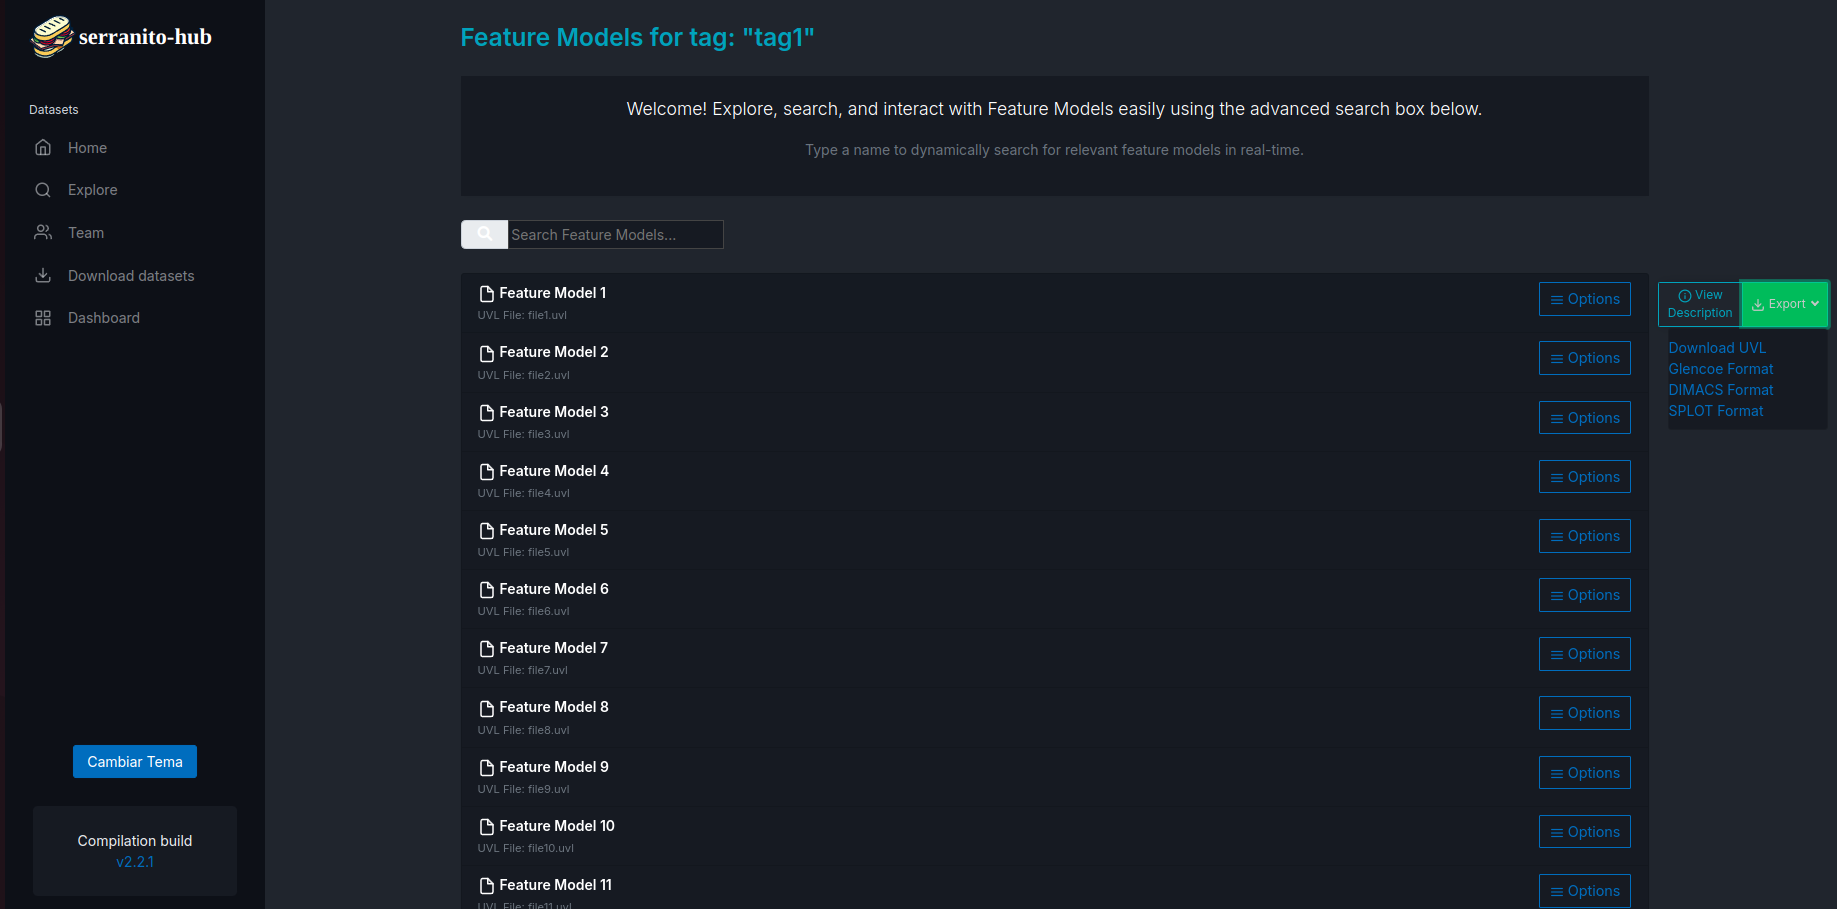 serranito-hub
Datasets
Home
Explore
Team
Download datasets
Dashboard
Cambiar Tema
Compilation build
v2.2.1
Feature Models for tag: "tag1"
Welcome! Explore, search, and interact with Feature Models easily using the advanced search box below.
Type a name to dynamically search for relevant feature models in real-time.
Search Feature Models...
Feature Model 1
UVL File: file1.uvl
Options
Feature Model 2
UVL File: file2.uvl
Options
Feature Model 3
UVL File: file3.uvl
Options
Feature Model 4
UVL File: file4.uvl
Options
Feature Model 5
UVL File: file5.uvl
Options
Feature Model 6
UVL File: file6.uvl
Options
Feature Model 7
UVL File: file7.uvl
Options
Feature Model 8
UVL File: file8.uvl
Options
Feature Model 9
UVL File: file9.uvl
Options
Feature Model 10
UVL File: file10.uvl
Options
Feature Model 11
UVL File: file11.uvl
Options
View
Description
Export
Download UVL
Glencoe Format
DIMACS Format
SPLOT Format